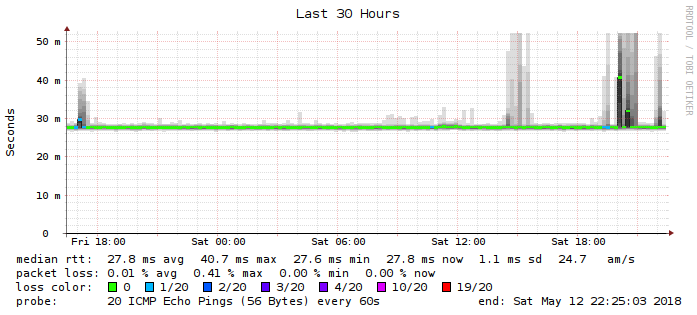 Last 30 Hours
RRDTOOL / TOBI OETIKER
Seconds
50 m
40 m
30 m
20 m
10 m
0
Fri 18:00 Sat 00:00 Sat 06:00 Sat 12:00 Sat 18:00
median rtt: 27.8 ms avg 40.7 ms max 27.6 ms min 27.8 ms now 1.1 ms sd 24.7 am/s
packet loss: 0.01 % avg 0.41 % max 0.00 % min 0.00 % now
loss color: 0 1/20 2/20 3/20 4/20 10/20 19/20
probe: 20 ICMP Echo Pings (56 Bytes) every 60s end: Sat May 12 22:25:03 2018